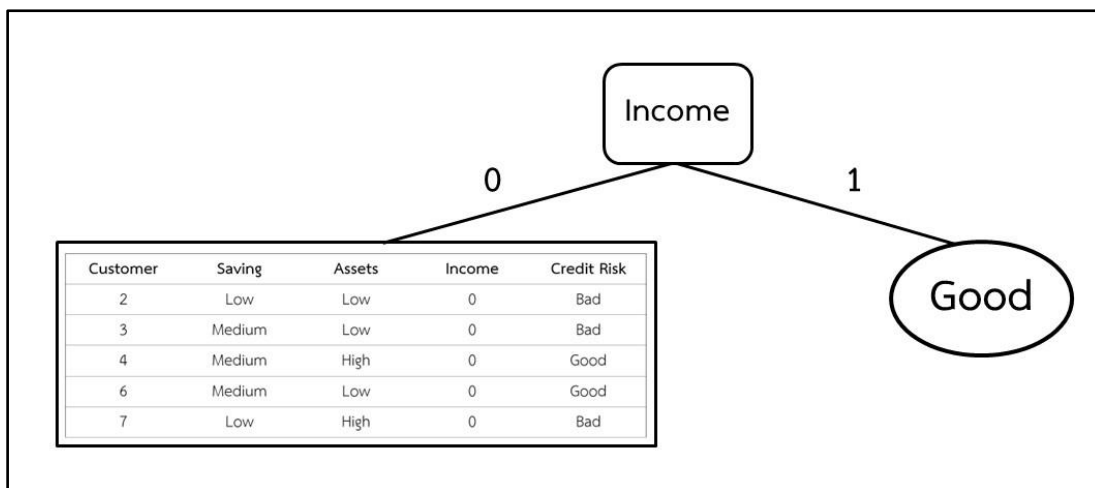 Income
0
1
Customer Saving Assets Income Credit Risk
2 Low Low 0 Bad
3 Medium Low 0 Bad
4 Medium High 0 Good
6 Medium Low 0 Good
7 Low High 0 Bad
Good